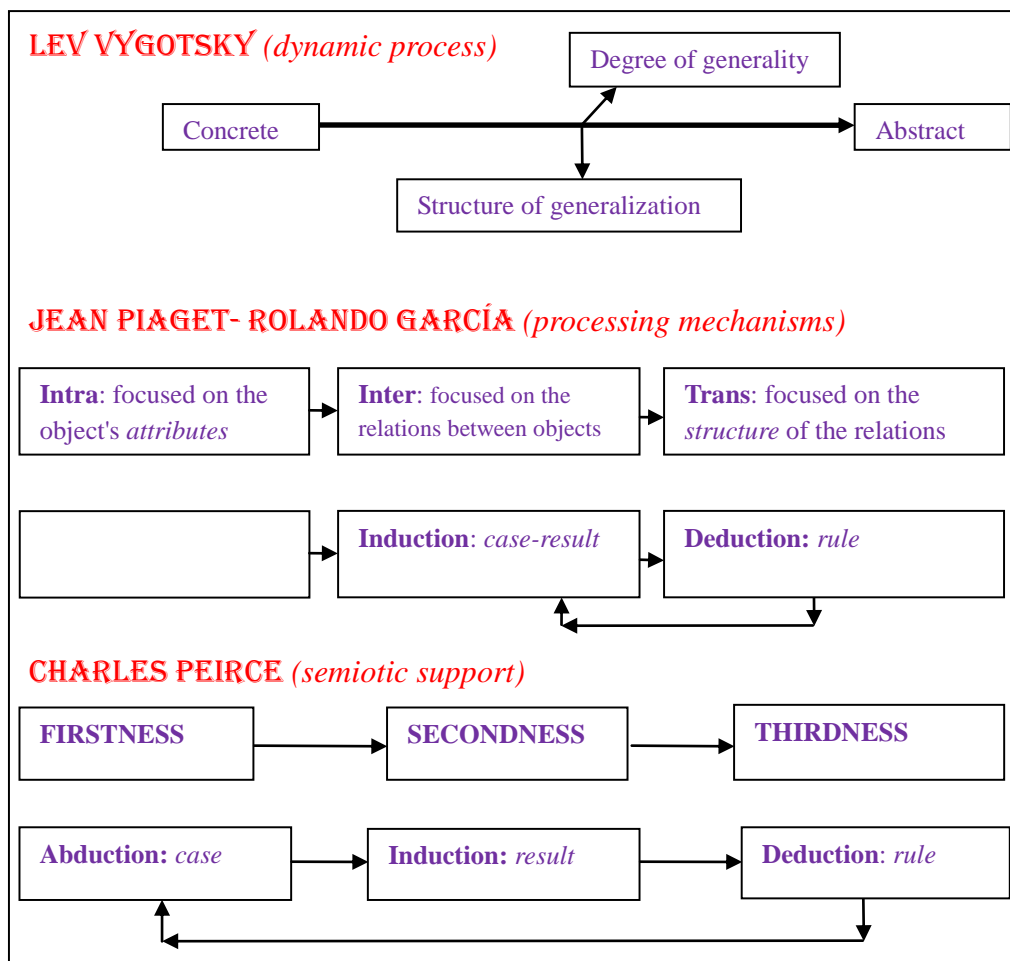 LEV VYGOTSKY (dynamic process)
Degree of generality
Concrete
Abstract
Structure of generalization
JEAN PIAGET- ROLANDO GARCÍA (processing mechanisms)
Intra: focused on the
object's attributes
Inter: focused on the
relations between objects
Trans: focused on the
structure of the relations
Induction: case-result
Deduction: rule
CHARLES PEIRCE (semiotic support)
FIRSTNESS
SECONDNESS
THIRDNESS
Abduction: case
Induction: result
Deduction: rule